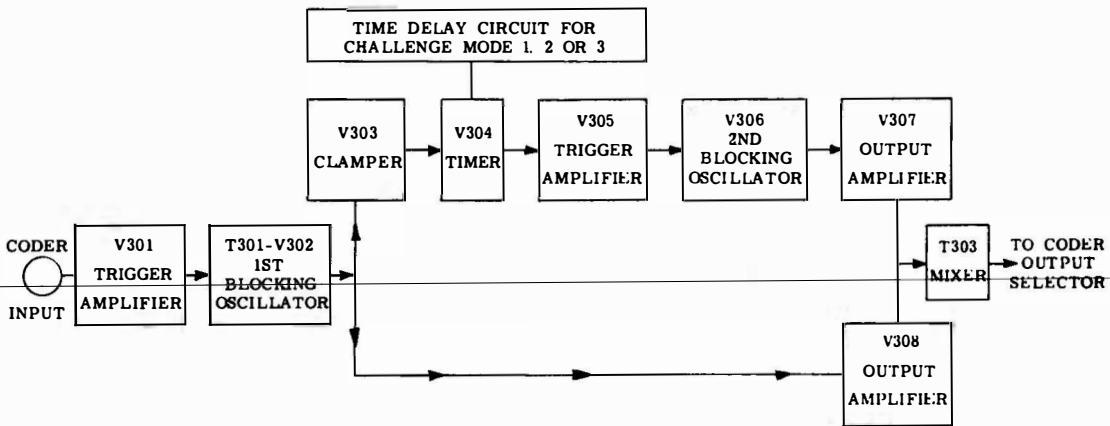 TIME DELAY CIRCUIT FOR
CHALLENGE MODE 1. 2 OR 3
V303
CLAMPER
V304
TIMER
V305
TRIGGER
AMPLIFIER
V306
2ND
BLOCKING
OSCILLATOR
V307
OUTPUT
AMPLIFIER
CODER
INPUT
V301
TRIGGER
AMPLIFIER
T301-V302
1ST
BLOCKING
OSCILLATOR
T303
MIXER
TO CODER
OUTPUT
SELECTOR
V308
OUTPUT
AMPLIFIER